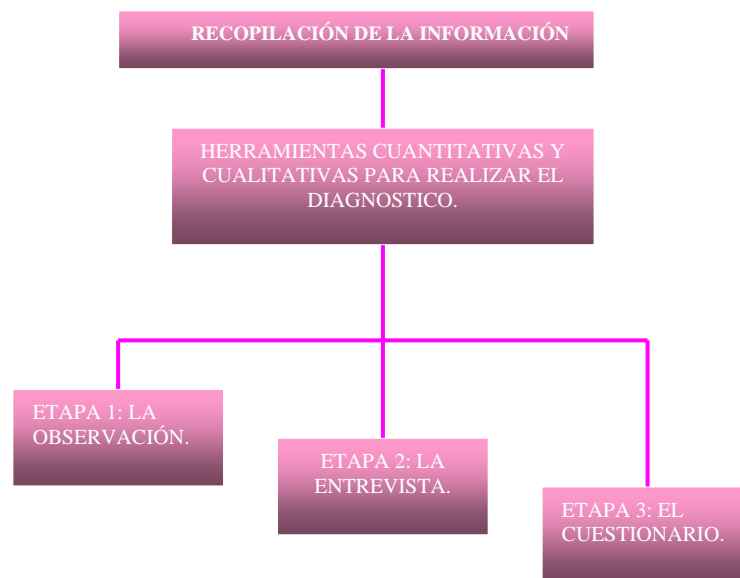 RECOPILACIÓN DE LA INFORMACIÓN
HERRAMIENTAS CUANTITATIVAS Y
CUALITATIVAS PARA REALIZAR EL
DIAGNOSTICO.
ETAPA 1: LA
OBSERVACIÓN.
ETAPA 2: LA
ENTREVISTA.
ETAPA 3: EL
CUESTIONARIO.